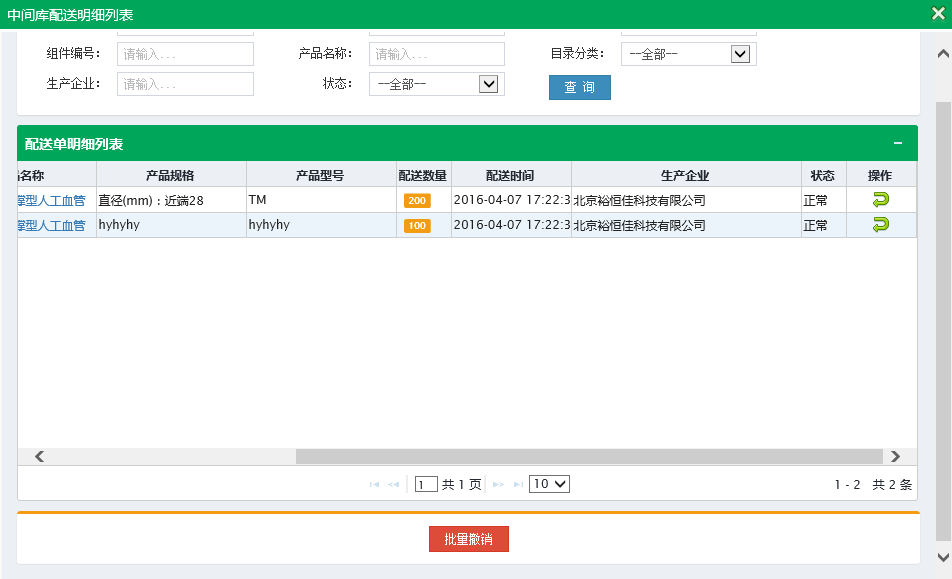 中间库配送明细列表
组件编号： 请输入... 产品名称： 请输入... 目录分类： --全部--
生产企业： 请输入... 状态： --全部-- 查 询
配送单明细列表
名称 产品规格 产品型号 配送数量 配送时间 生产企业 状态 操作
撑型人工血管 直径(mm)：近端28 TM 200 2016-04-07 17:22:3 北京裕恒佳科技有限公司 正常
撑型人工血管 hyhyhy hyhyhy 100 2016-04-07 17:22:3 北京裕恒佳科技有限公司 正常
1 共 1 页 10 1 - 2 共 2 条
批量撤销